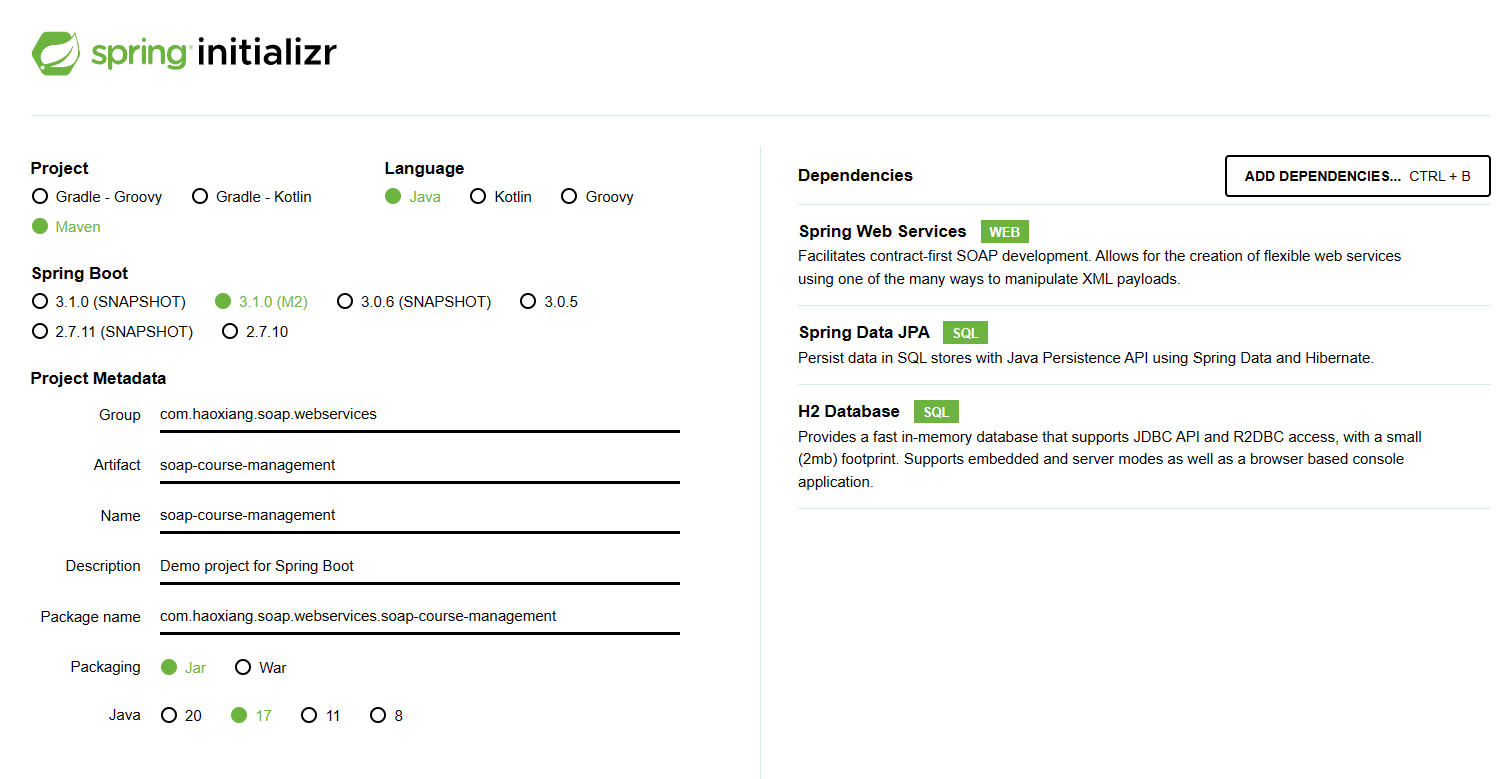 spring initializr
Project
Gradle - Groovy Gradle - Kotlin
Maven
Language
Java Kotlin Groovy
Spring Boot
3.1.0 (SNAPSHOT) 3.1.0 (M2) 3.0.6 (SNAPSHOT) 3.0.5
2.7.11 (SNAPSHOT) 2.7.10
Project Metadata
Group com.haoxiang.soap.webservices
Artifact soap-course-management
Name soap-course-management
Description Demo project for Spring Boot
Package name com.haoxiang.soap.webservices.soap-course-management
Packaging Jar War
Java 20 17 11 8
Dependencies ADD DEPENDENCIES... CTRL + B
Spring Web Services WEB
Facilitates contract-first SOAP development. Allows for the creation of flexible web services
using one of the many ways to manipulate XML payloads.
Spring Data JPA SQL
Persist data in SQL stores with Java Persistence API using Spring Data and Hibernate.
H2 Database SQL
Provides a fast in-memory database that supports JDBC API and R2DBC access, with a small
(2mb) footprint. Supports embedded and server modes as well as a browser based console
application.